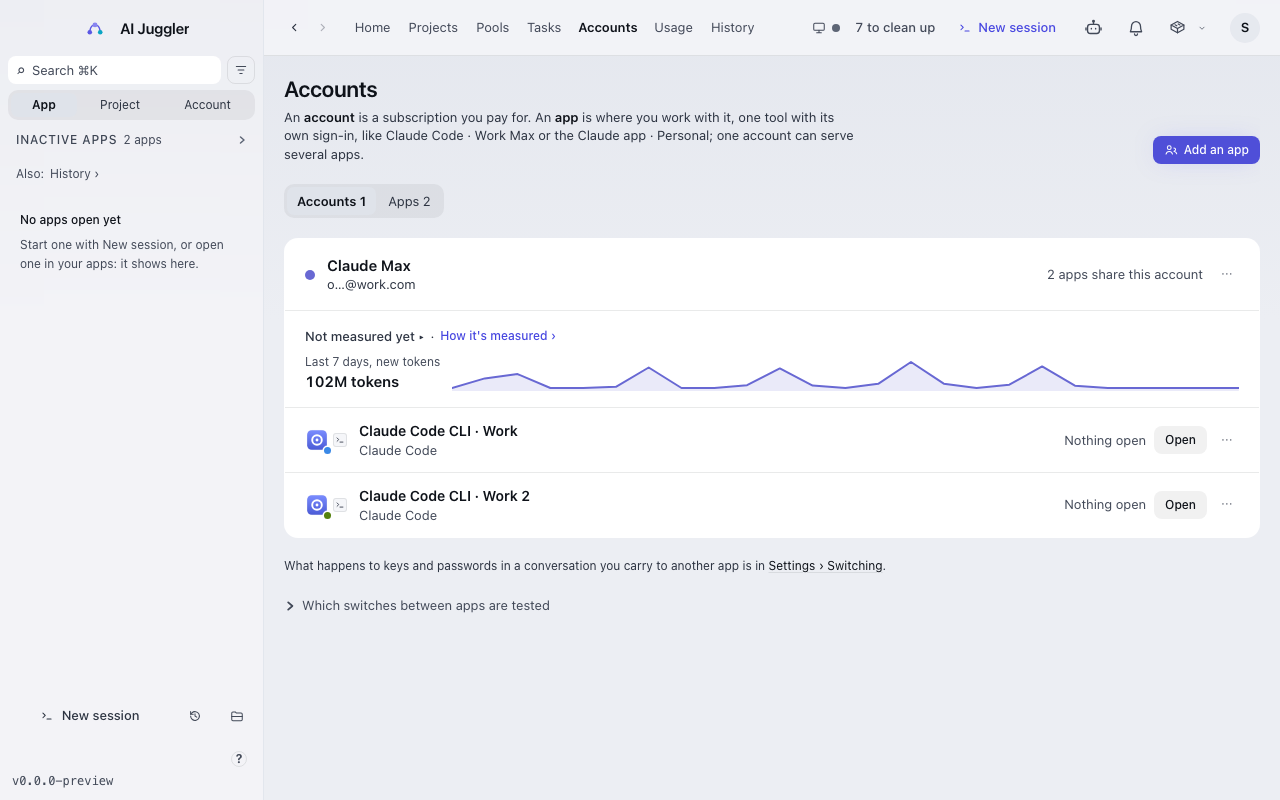 AI Juggler
Search ⌘K
App Project Account
INACTIVE APPS 2 apps
Also: History ›
No apps open yet
Start one with New session, or open
one in your apps: it shows here.
New session
?
v0.0.0-preview
Home Projects Pools Tasks Accounts Usage History
7 to clean up
New session
S
Accounts
An account is a subscription you pay for. An app is where you work with it, one tool with its
own sign-in, like Claude Code · Work Max or the Claude app · Personal; one account can serve
several apps.
Add an app
Accounts 1 Apps 2
Claude Max
o…@work.com
2 apps share this account
Not measured yet ▸ · How it's measured ›
Last 7 days, new tokens
102M tokens
Claude Code CLI · Work
Claude Code
Nothing open Open
Claude Code CLI · Work 2
Claude Code
Nothing open Open
What happens to keys and passwords in a conversation you carry to another app is in Settings › Switching.
Which switches between apps are tested